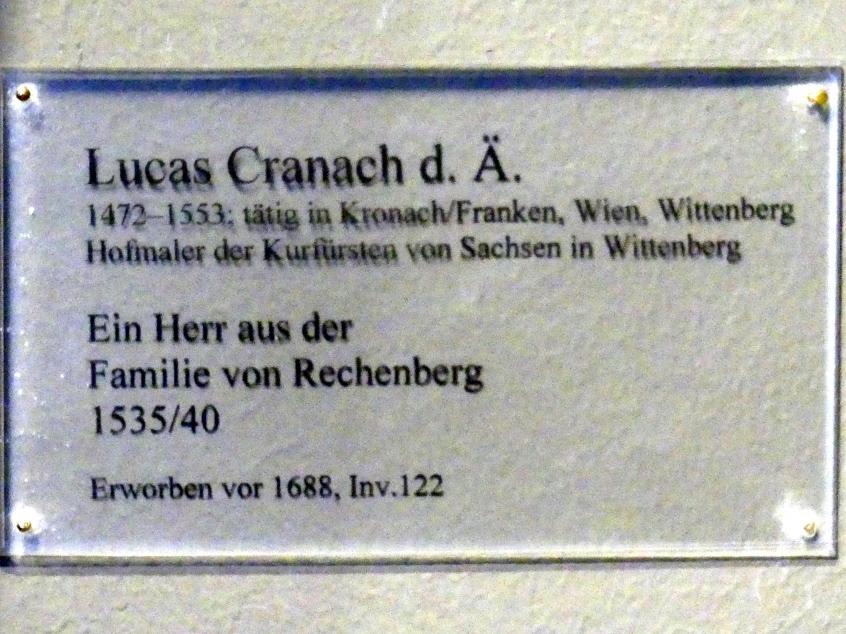 Lucas Cranach d. Ä.
1472–1553; tätig in Kronach/Franken, Wien, Wittenberg
Hofmaler der Kurfürsten von Sachsen in Wittenberg
Ein Herr aus der
Familie von Rechenberg
1535/40
Erworben vor 1688, Inv.122